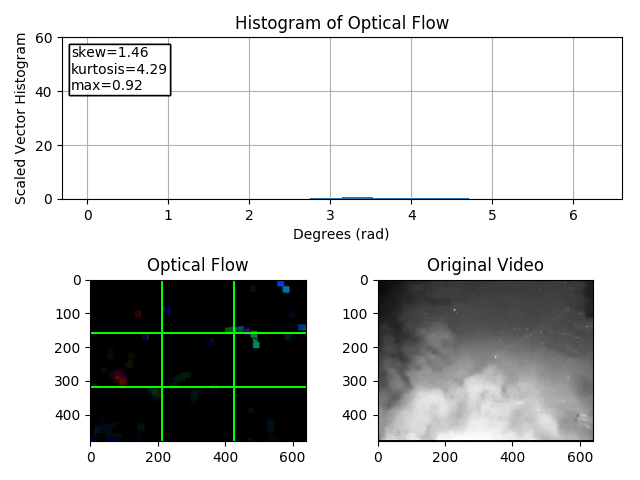 Histogram of Optical Flow
Scaled Vector Histogram
60
40
20
0
skew=1.46
kurtosis=4.29
max=0.92
0 1 2 3 4 5 6
Degrees (rad)
Optical Flow
0
100
200
300
400
0 200 400 600
Original Video
0
100
200
300
400
0 200 400 600